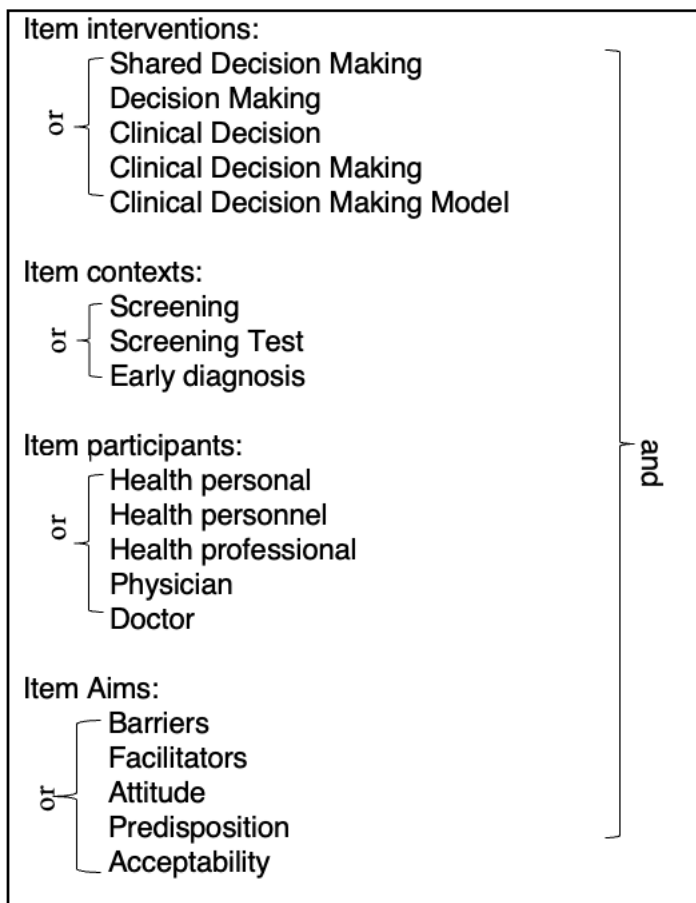 Item interventions:
Shared Decision Making
Decision Making
or
Clinical Decision
Clinical Decision Making
Clinical Decision Making Model
Item contexts:
Screening
or
Screening Test
Early diagnosis
Item participants:
and
Health personal
Health personnel
or
Health professional
Physician
Doctor
Item Aims:
Barriers
Facilitators
or
Attitude
Predisposition
Acceptability